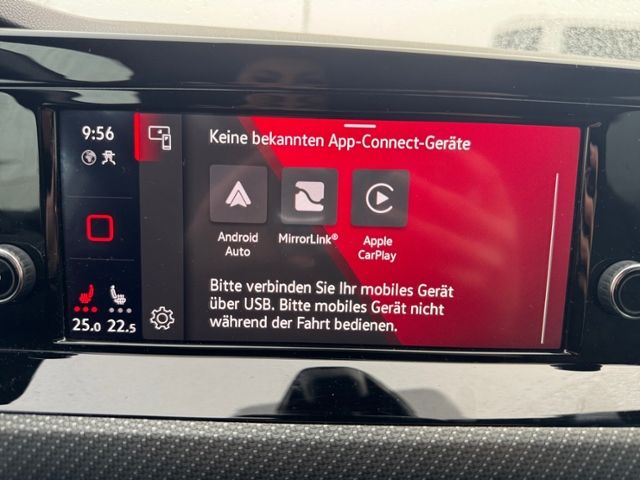 9:56
Keine bekannten App-Connect-Geräte
Android
Auto
MirrorLink®
Apple
CarPlay
Bitte verbinden Sie Ihr mobiles Gerät
über USB. Bitte mobiles Gerät nicht
während der Fahrt bedienen.
25.0 22.5